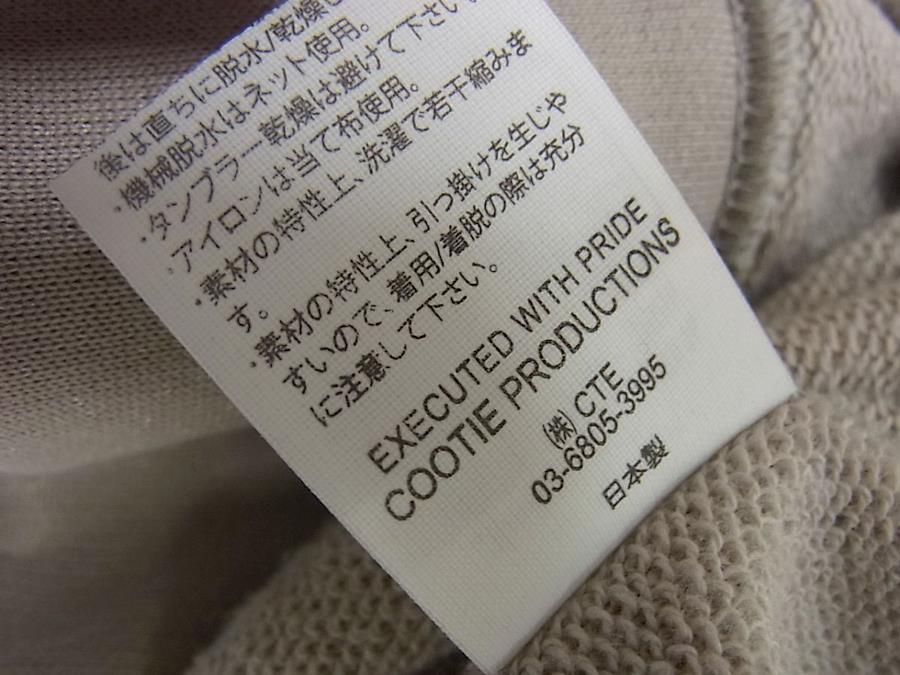 後は直ちに脱水/乾燥し
・機械脱水はネット使用。
・タンブラー乾燥は避けて下さい。
・アイロンは当て布使用。
・素材の特性上、洗濯で若干縮みま
す。
・素材の特性上、引っ掛けを生じや
すいので、着用/着脱の際は充分
に注意して下さい。
EXECUTED WITH PRIDE
COOTIE PRODUCTIONS
㈱ CTE
03-6805-3995
日本製